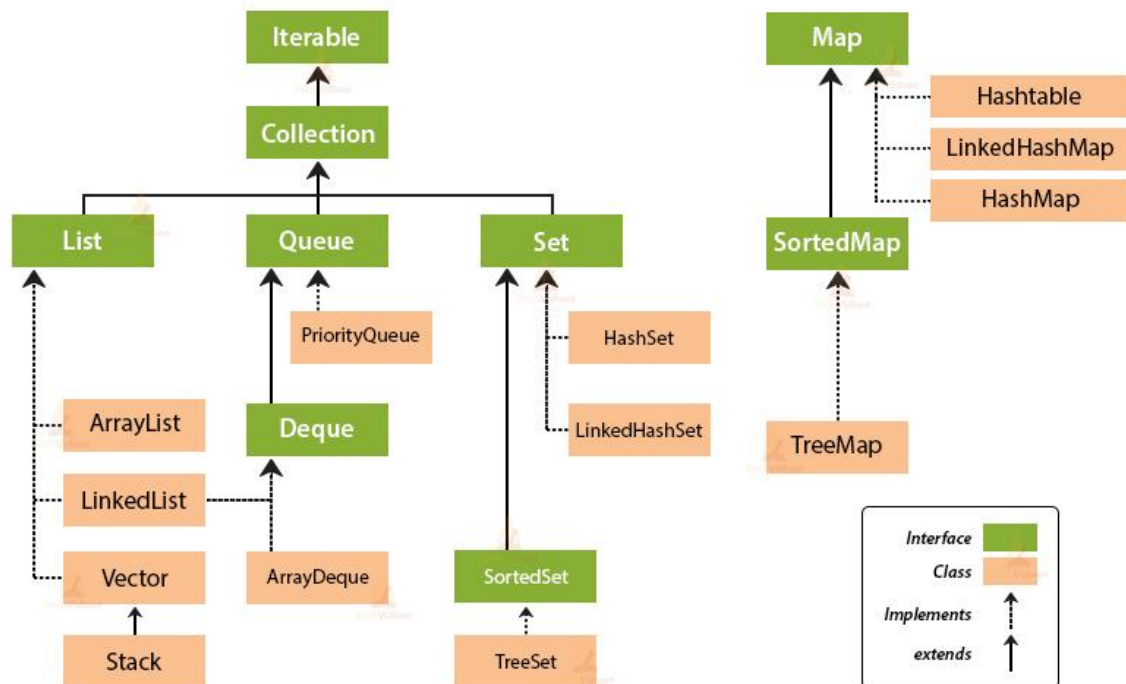 Iterable
Collection
List
Queue
Set
PriorityQueue
HashSet
ArrayList
Deque
LinkedHashSet
LinkedList
Vector
ArrayDeque
SortedSet
Stack
TreeSet
Map
Hashtable
LinkedHashMap
HashMap
SortedMap
TreeMap
Interface
Class
Implements
extends